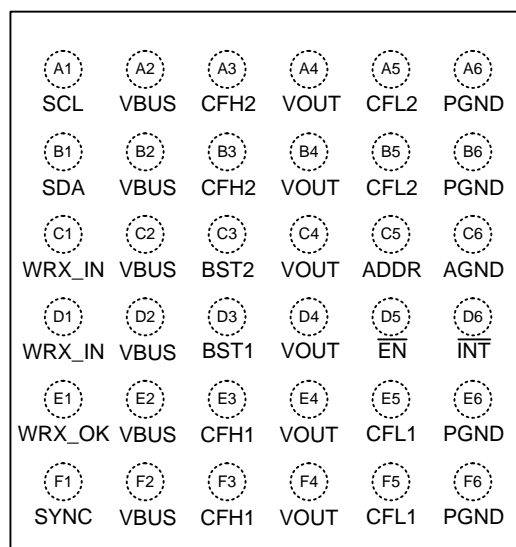 A1 A2 A3 A4 A5 A6
SCL VBUS CFH2 VOUT CFL2 PGND
B1 B2 B3 B4 B5 B6
SDA VBUS CFH2 VOUT CFL2 PGND
C1 C2 C3 C4 C5 C6
WRX_IN VBUS BST2 VOUT ADDR AGND
D1 D2 D3 D4 D5 D6
WRX_IN VBUS BST1 VOUT E̅N̅ I̅N̅T̅
E1 E2 E3 E4 E5 E6
WRX_OK VBUS CFH1 VOUT CFL1 PGND
F1 F2 F3 F4 F5 F6
SYNC VBUS CFH1 VOUT CFL1 PGND